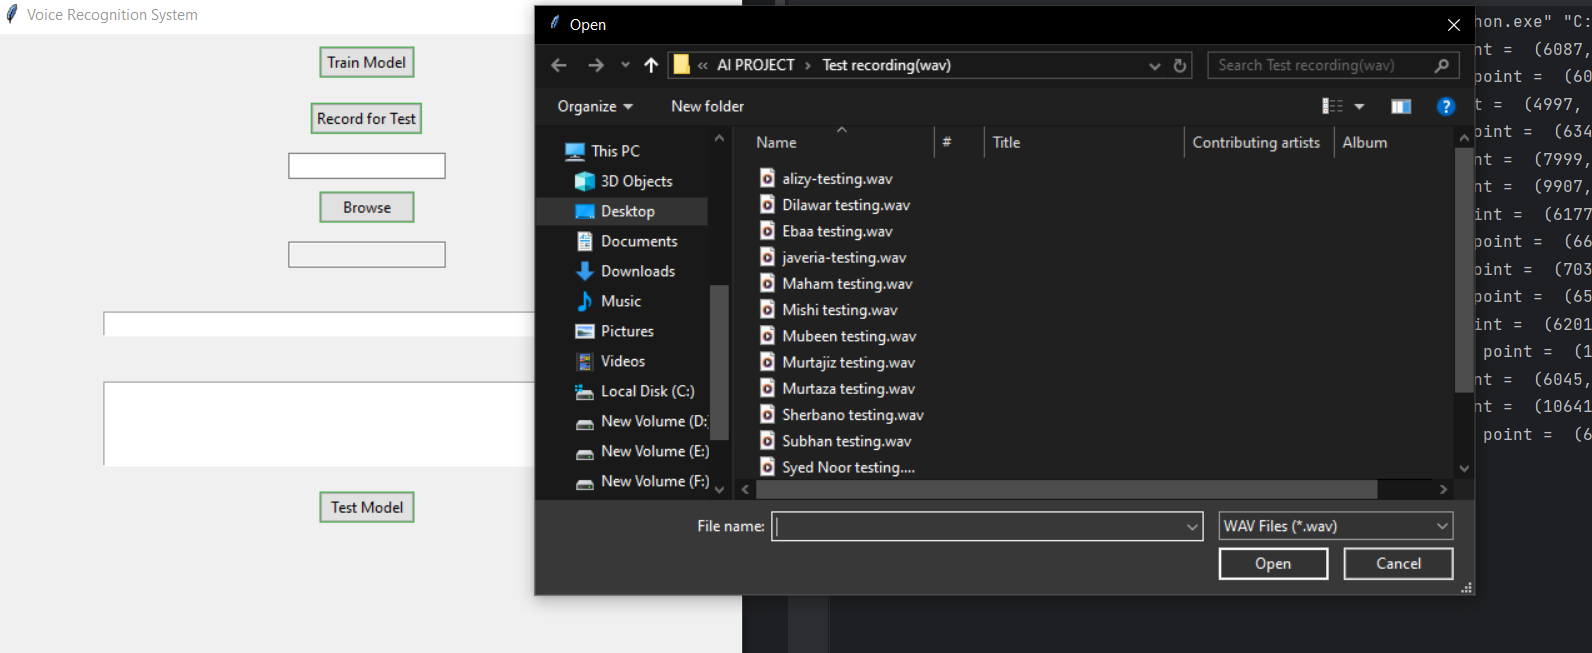 Voice Recognition System
Train Model
Record for Test
Browse
Test Model
Open
« AI PROJECT › Test recording(wav)
Search Test recording(wav)
Organize
New folder
?
This PC
3D Objects
Desktop
Documents
Downloads
Music
Pictures
Videos
Local Disk (C:)
New Volume (D:
New Volume (E:)
New Volume (F:)
Name
#
Title
Contributing artists
Album
alizy-testing.wav
Dilawar testing.wav
Ebaa testing.wav
javeria-testing.wav
Maham testing.wav
Mishi testing.wav
Mubeen testing.wav
Murtajiz testing.wav
Murtaza testing.wav
Sherbano testing.wav
Subhan testing.wav
Syed Noor testing....
File name:
WAV Files (*.wav)
Open
Cancel
hon.exe" "C:
nt =  (6087,
point =  (60
t =  (4997,
oint =  (634
nt =  (7999,
nt =  (9907,
int =  (6177
point =  (66
point =  (703
point =  (65
int =  (6201
point =  (1
nt =  (6045,
nt =  (10641
point =  (6